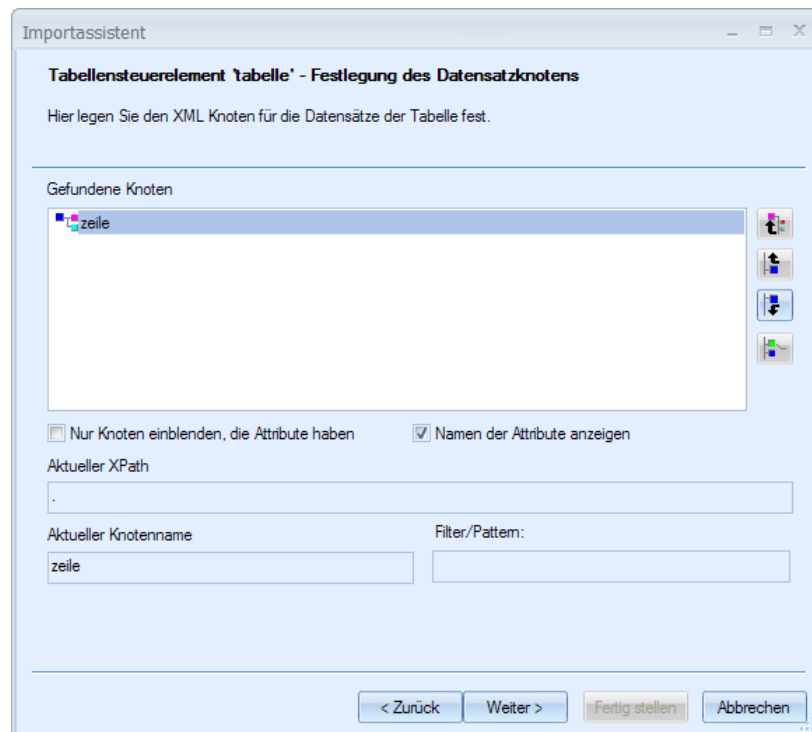 Importassistent
Tabellensteuerelement 'tabelle' - Festlegung des Datensatzknotens
Hier legen Sie den XML Knoten für die Datensätze der Tabelle fest.
Gefundene Knoten
zeile
Nur Knoten einblenden, die Attribute haben
Namen der Attribute anzeigen
Aktueller XPath
.
Aktueller Knotenname
Filter/Pattern:
zeile
< Zurück
Weiter >
Fertig stellen
Abbrechen